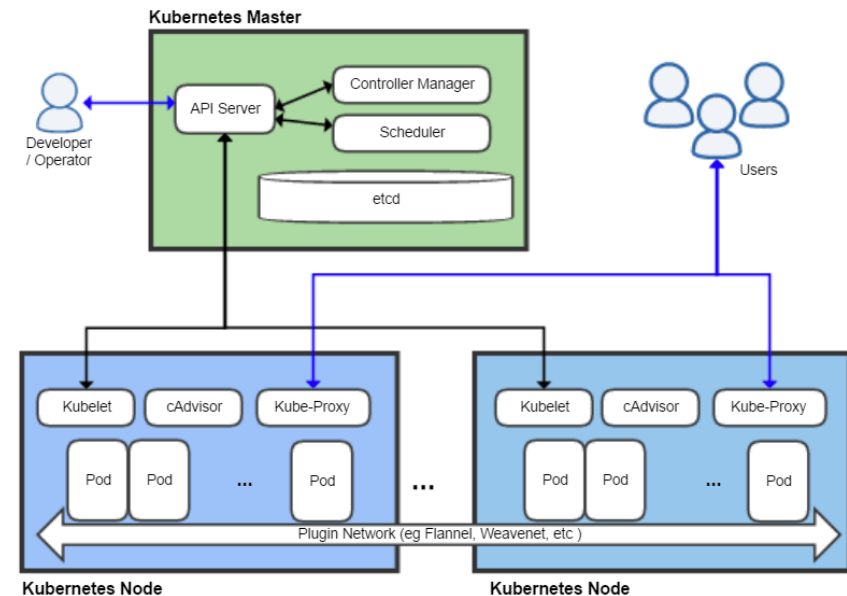 Kubernetes Master
API Server
Controller Manager
Scheduler
etcd
Developer
/ Operator
Users
Kubelet
cAdvisor
Kube-Proxy
Pod
Pod
...
Pod
...
Kubelet
cAdvisor
Kube-Proxy
Pod
Pod
...
Pod
Plugin Network (eg Flannel, Weavenet, etc )
Kubernetes Node
Kubernetes Node